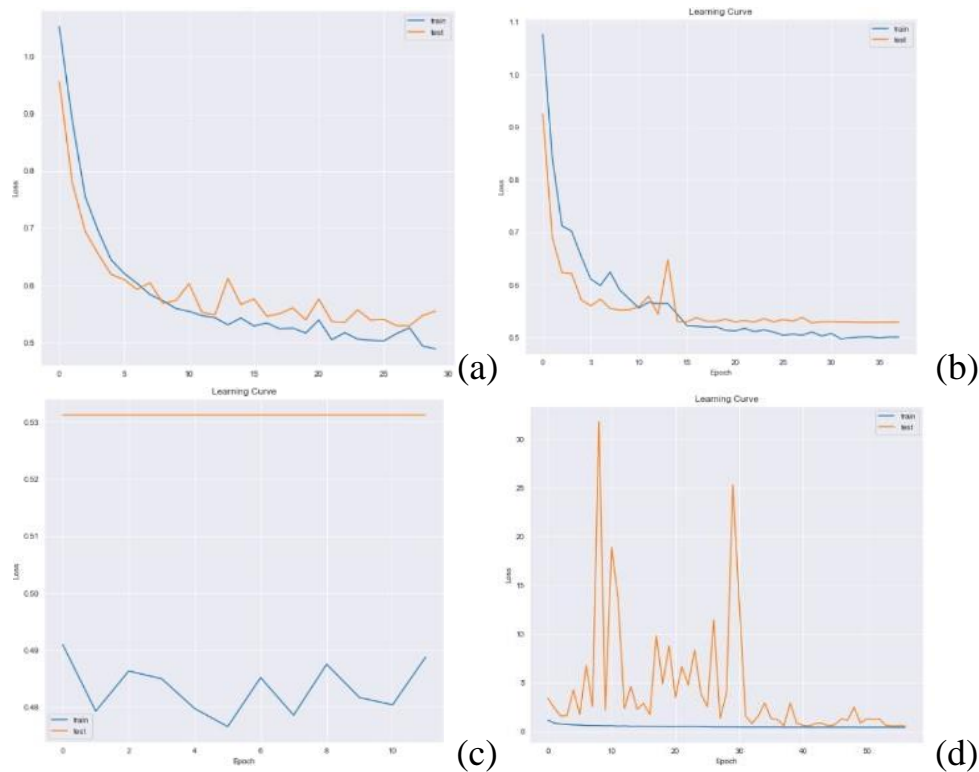 Learning Curve
train
test
1.0
0.9
0.8
0.7
0.6
0.5
Loss
0 5 10 15 20 25 30
(a)
1.1
train
test
1.0
0.9
0.8
0.7
0.6
0.5
Loss
0 5 10 15 20 25 30 35
Epoch
(b)
Learning Curve
0.53
0.52
0.51
0.50
0.49
0.48
Loss
train
test
0 2 4 6 8 10
Epoch
(c)
Learning Curve
train
test
30
25
20
15
10
5
0
Loss
0 10 20 30 40 50
Epoch
(d)